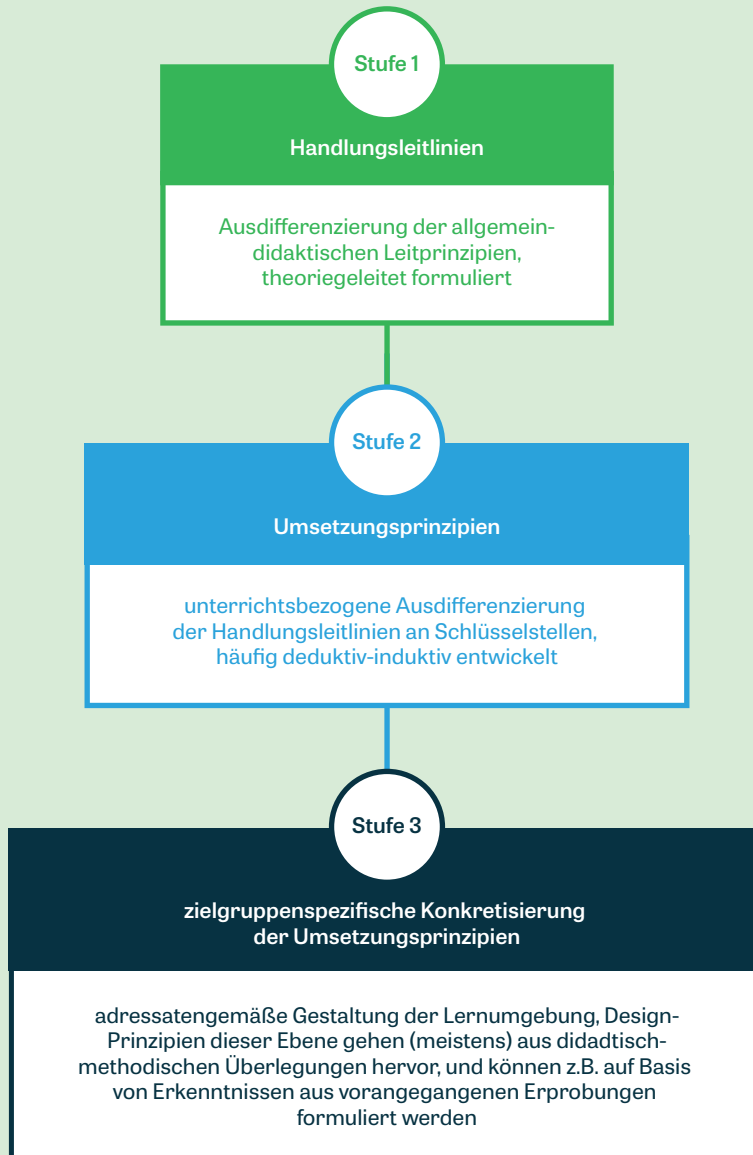 Stufe 1
Handlungsleitlinien
Ausdifferenzierung der allgemein-
didaktischen Leitprinzipien,
theoriegeleitet formuliert
Stufe 2
Umsetzungsprinzipien
unterrichtsbezogene Ausdifferenzierung
der Handlungsleitlinien an Schlüsselstellen,
häufig deduktiv-induktiv entwickelt
Stufe 3
zielgruppenspezifische Konkretisierung
der Umsetzungsprinzipien
adressatengemäße Gestaltung der Lernumgebung, Design-
Prinzipien dieser Ebene gehen (meistens) aus didadtisch-
methodischen Überlegungen hervor, und können z.B. auf Basis
von Erkenntnissen aus vorangegangenen Erprobungen
formuliert werden